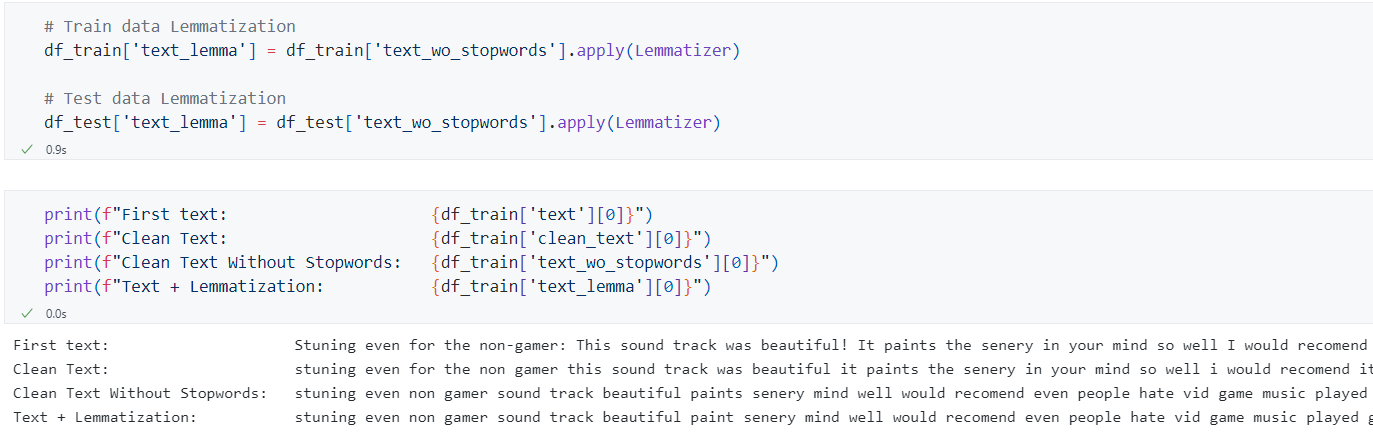 # Train data Lemmatization
df_train['text_lemma'] = df_train['text_wo_stopwords'].apply(Lemmatizer)
# Test data Lemmatization
df_test['text_lemma'] = df_test['text_wo_stopwords'].apply(Lemmatizer)
0.9s
print(f"First text: {df_train['text'][0]}")
print(f"Clean Text: {df_train['clean_text'][0]}")
print(f"Clean Text Without Stopwords: {df_train['text_wo_stopwords'][0]}")
print(f"Text + Lemmatization: {df_train['text_lemma'][0]}")
0.0s
First text: Stuning even for the non-gamer: This sound track was beautiful! It paints the senery in your mind so well I would recomend
Clean Text: stuning even for the non gamer this sound track was beautiful it paints the senery in your mind so well i would recomend it
Clean Text Without Stopwords: stuning even non gamer sound track beautiful paints senery mind well would recomend even people hate vid game music played
Text + Lemmatization: stuning even non gamer sound track beautiful paint senery mind well would recomend even people hate vid game music played